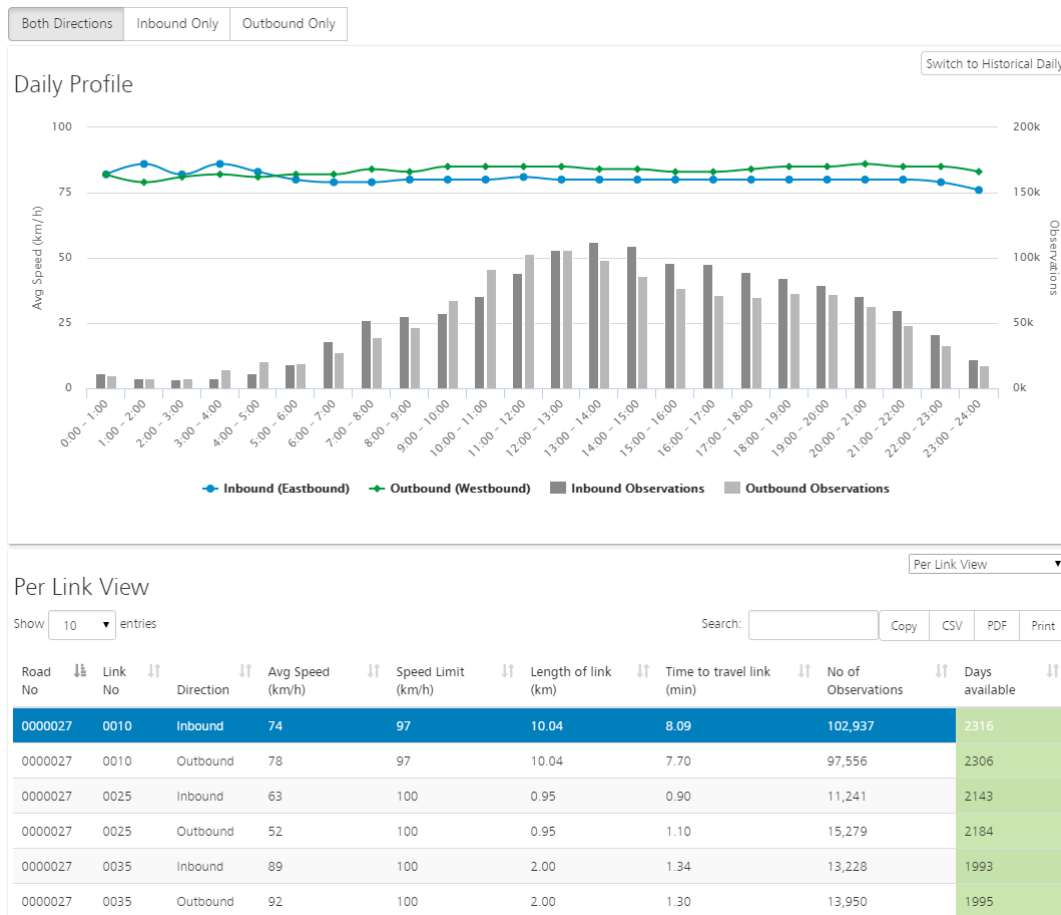 Both Directions Inbound Only Outbound Only
Switch to Historical Daily
Daily Profile
100 200k
75 150k
50 100k
25 50k
0 0k
Avg Speed (km/h)
Observations
0:00 - 1:00 1:00 - 2:00 2:00 - 3:00 3:00 - 4:00 4:00 - 5:00 5:00 - 6:00 6:00 - 7:00 7:00 - 8:00 8:00 - 9:00 9:00 - 10:00 10:00 - 11:00 11:00 - 12:00 12:00 - 13:00 13:00 - 14:00 14:00 - 15:00 15:00 - 16:00 16:00 - 17:00 17:00 - 18:00 18:00 - 19:00 19:00 - 20:00 20:00 - 21:00 21:00 - 22:00 22:00 - 23:00 23:00 - 24:00
Inbound (Eastbound) Outbound (Westbound) Inbound Observations Outbound Observations
Per Link View
Per Link View
Show 10 entries Search: Copy CSV PDF Print
Road Link Avg Speed Speed Limit Length of link Time to travel link No of Days
No No Direction (km/h) (km/h) (km) (min) Observations available
0000027 0010 Inbound 74 97 10.04 8.09 102,937 2316
0000027 0010 Outbound 78 97 10.04 7.70 97,556 2306
0000027 0025 Inbound 63 100 0.95 0.90 11,241 2143
0000027 0025 Outbound 52 100 0.95 1.10 15,279 2184
0000027 0035 Inbound 89 100 2.00 1.34 13,228 1993
0000027 0035 Outbound 92 100 2.00 1.30 13,950 1995